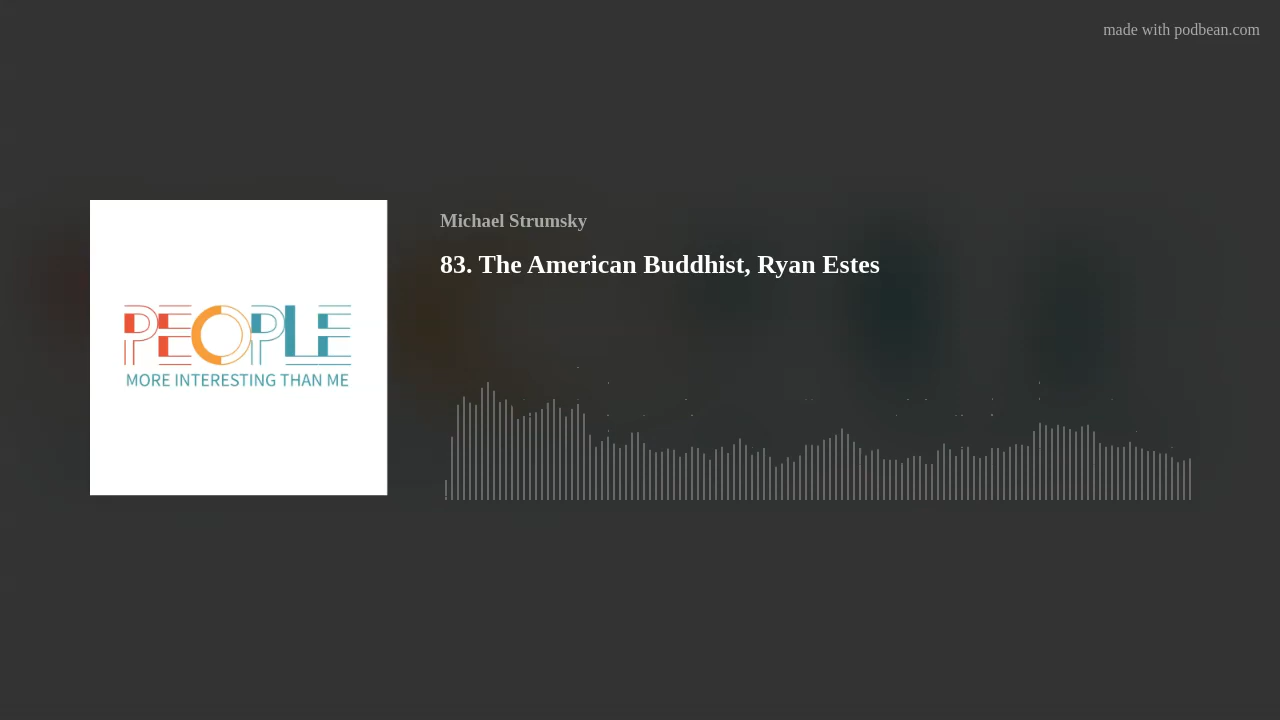 made with podbean.com
Michael Strumsky
83. The American Buddhist, Ryan Estes
PEOPLE
MORE INTERESTING THAN ME